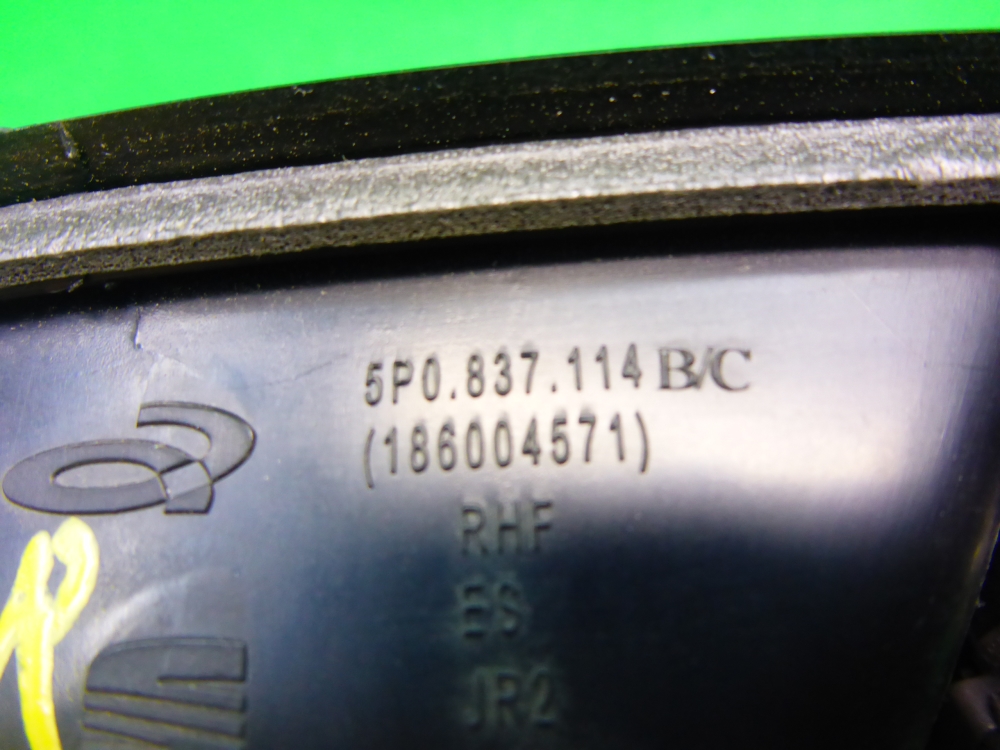 5P0.837.114 B/C
(186004571)
RHF
ES
JR2